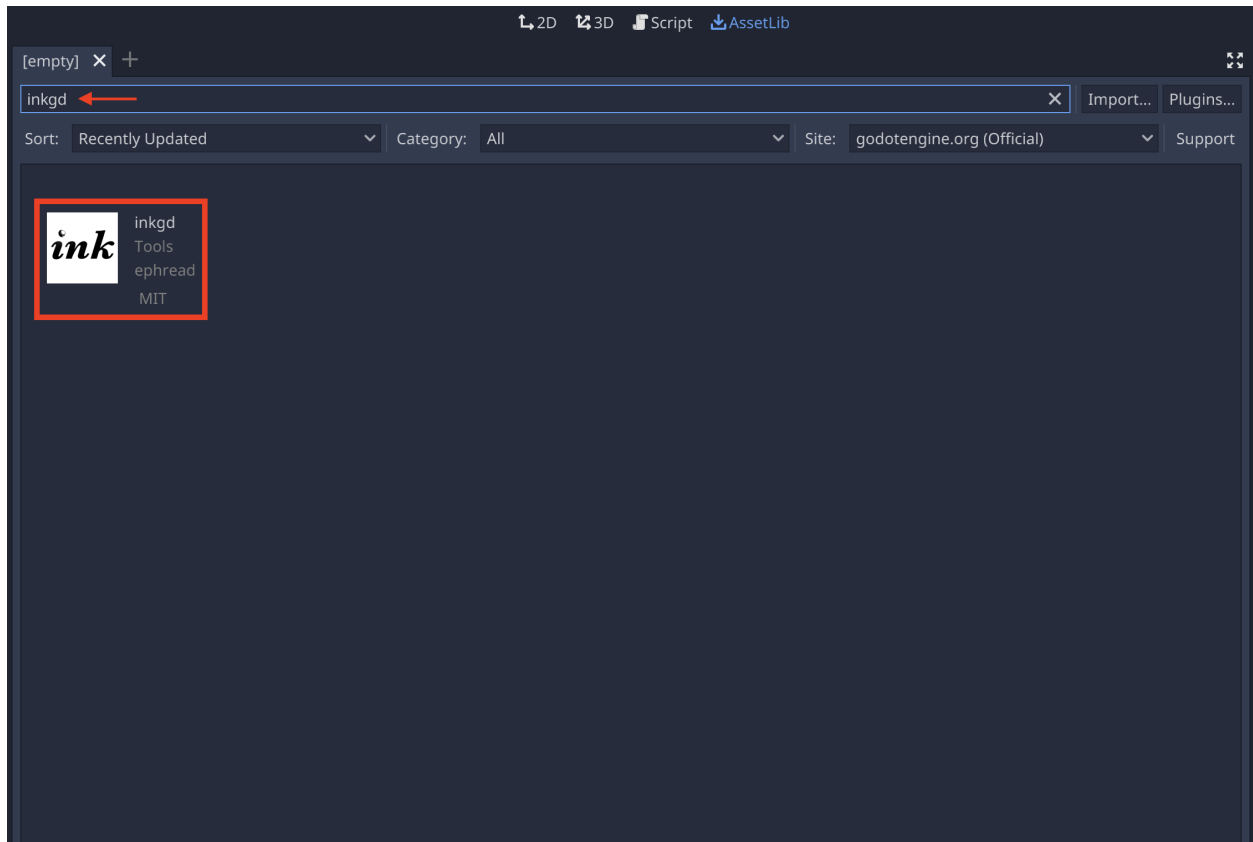 2D 3D Script AssetLib
[empty]
inkgd Import... Plugins...
Sort: Recently Updated Category: All Site: godotengine.org (Official) Support
ink
inkgd
Tools
ephread
MIT